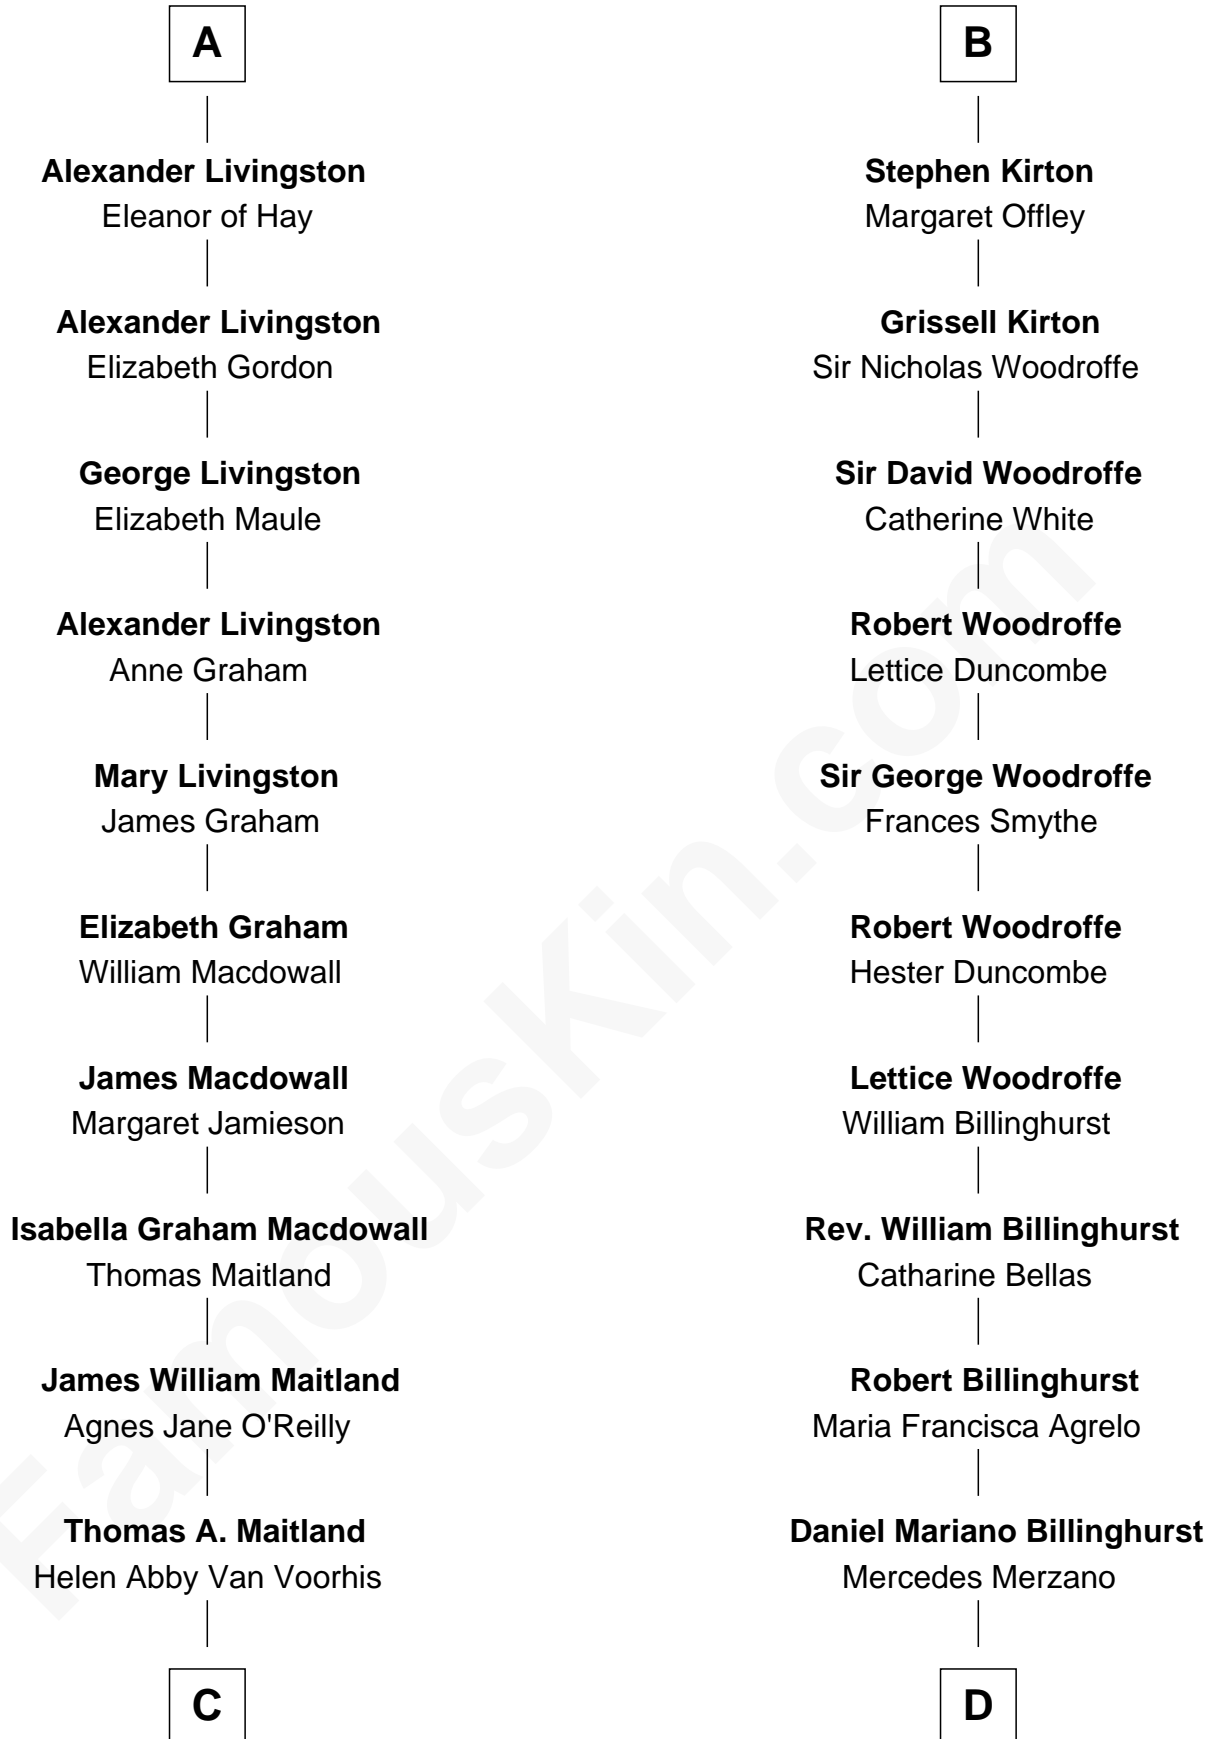 A
Alexander Livingston
Eleanor of Hay
Alexander Livingston
Elizabeth Gordon
George Livingston
Elizabeth Maule
Alexander Livingston
Anne Graham
Mary Livingston
James Graham
Elizabeth Graham
William Macdowall
James Macdowall
Margaret Jamieson
Isabella Graham Macdowall
Thomas Maitland
James William Maitland
Agnes Jane O'Reilly
Thomas A. Maitland
Helen Abby Van Voorhis
C
B
Stephen Kirton
Margaret Offley
Grissell Kirton
Sir Nicholas Woodroffe
Sir David Woodroffe
Catherine White
Robert Woodroffe
Lettice Duncombe
Sir George Woodroffe
Frances Smythe
Robert Woodroffe
Hester Duncombe
Lettice Woodroffe
William Billinghurst
Rev. William Billinghurst
Catharine Bellas
Robert Billinghurst
Maria Francisca Agrelo
Daniel Mariano Billinghurst
Mercedes Merzano
D
FamousKin.com